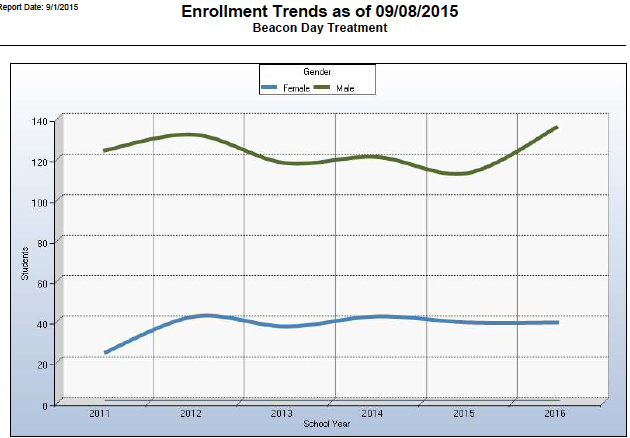 Report Date: 9/1/2015
Enrollment Trends as of 09/08/2015
Beacon Day Treatment
Gender
Female Male
140
120
100
80
60
40
20
0
Students
2011 2012 2013 2014 2015 2016
School Year